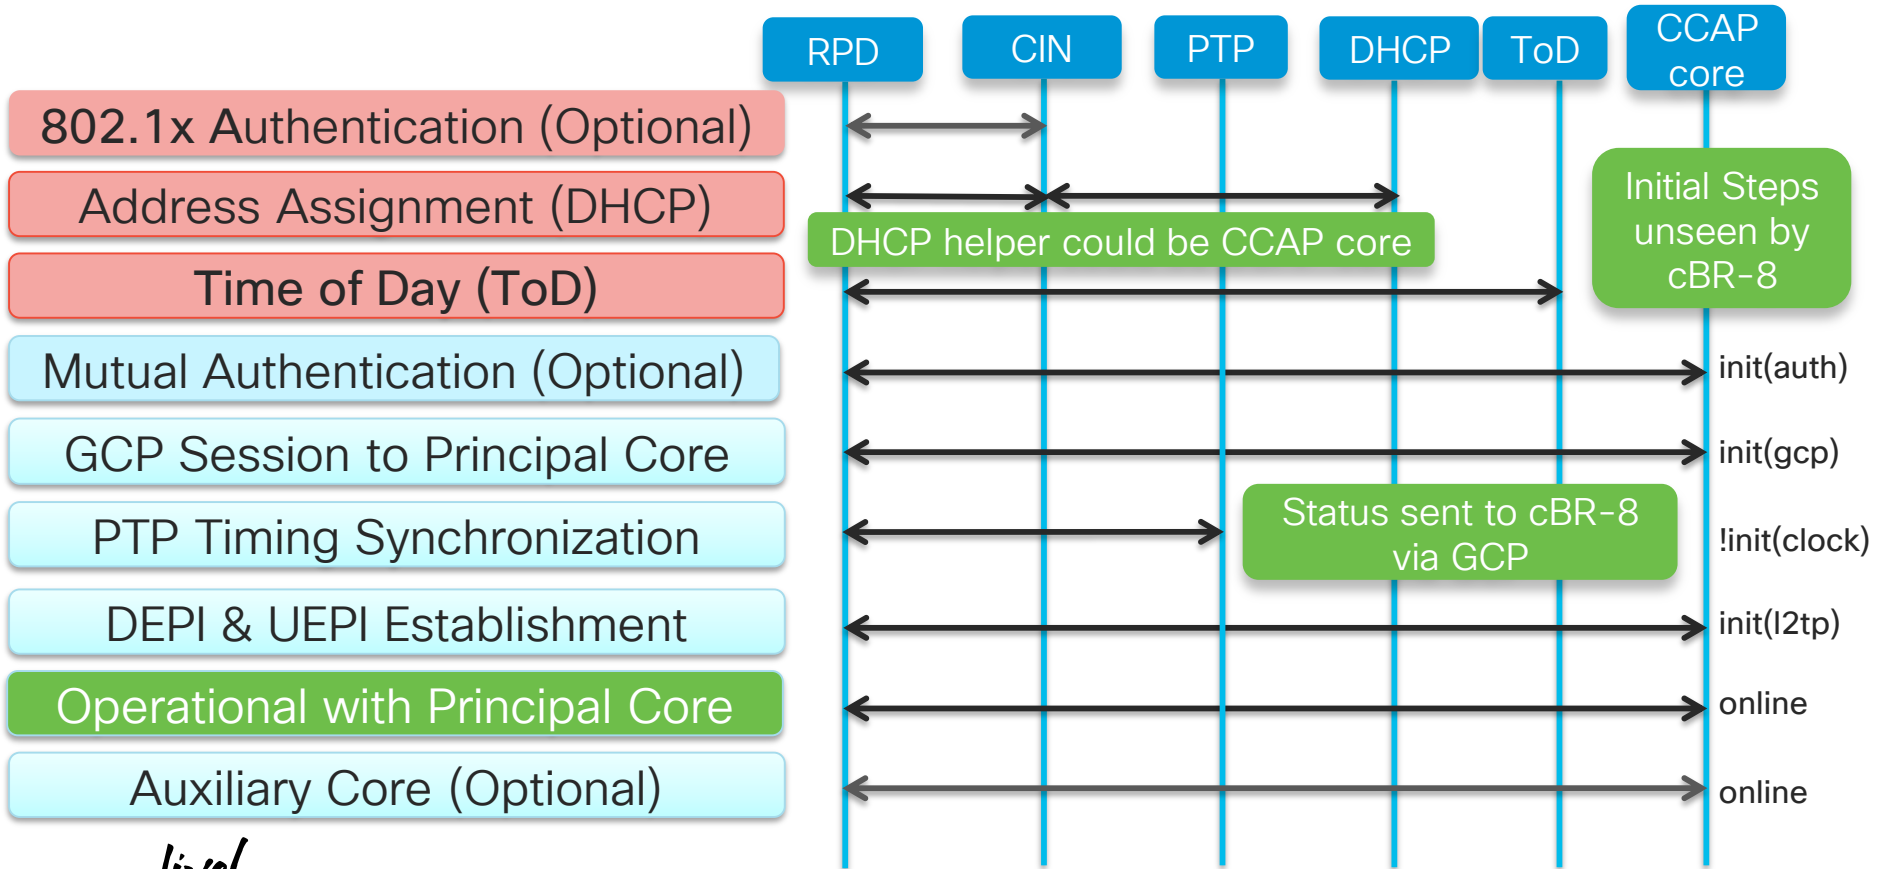 RPD
CIN
PTP
DHCP
ToD
CCAP
core
802.1x Authentication (Optional)
Address Assignment (DHCP)
DHCP helper could be CCAP core
Initial Steps
unseen by
cBR-8
Time of Day (ToD)
Mutual Authentication (Optional)
init(auth)
GCP Session to Principal Core
init(gcp)
PTP Timing Synchronization
Status sent to cBR-8
via GCP
!init(clock)
DEPI & UEPI Establishment
init(l2tp)
Operational with Principal Core
online
Auxiliary Core (Optional)
online